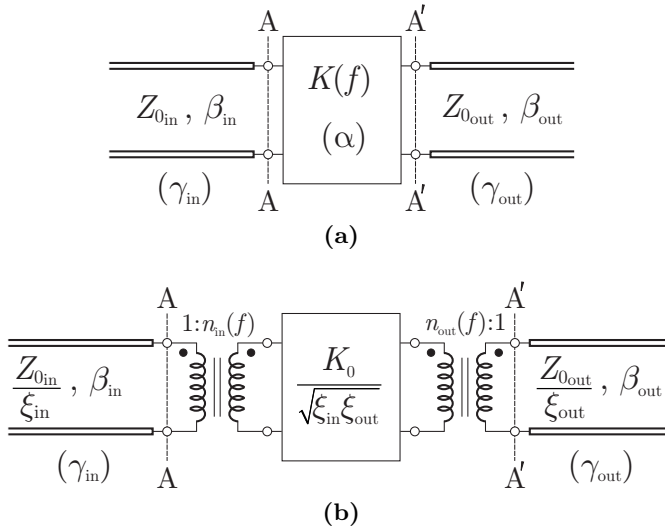 A A′
K(f)
Z0in , βin (α) Z0out , βout
(γin) (γout)
A A′
(a)
A A′
1:nin(f) nout(f):1
Z0in/ξin , βin K0/√ξinξout Z0out/ξout , βout
(γin) (γout)
A A′
(b)